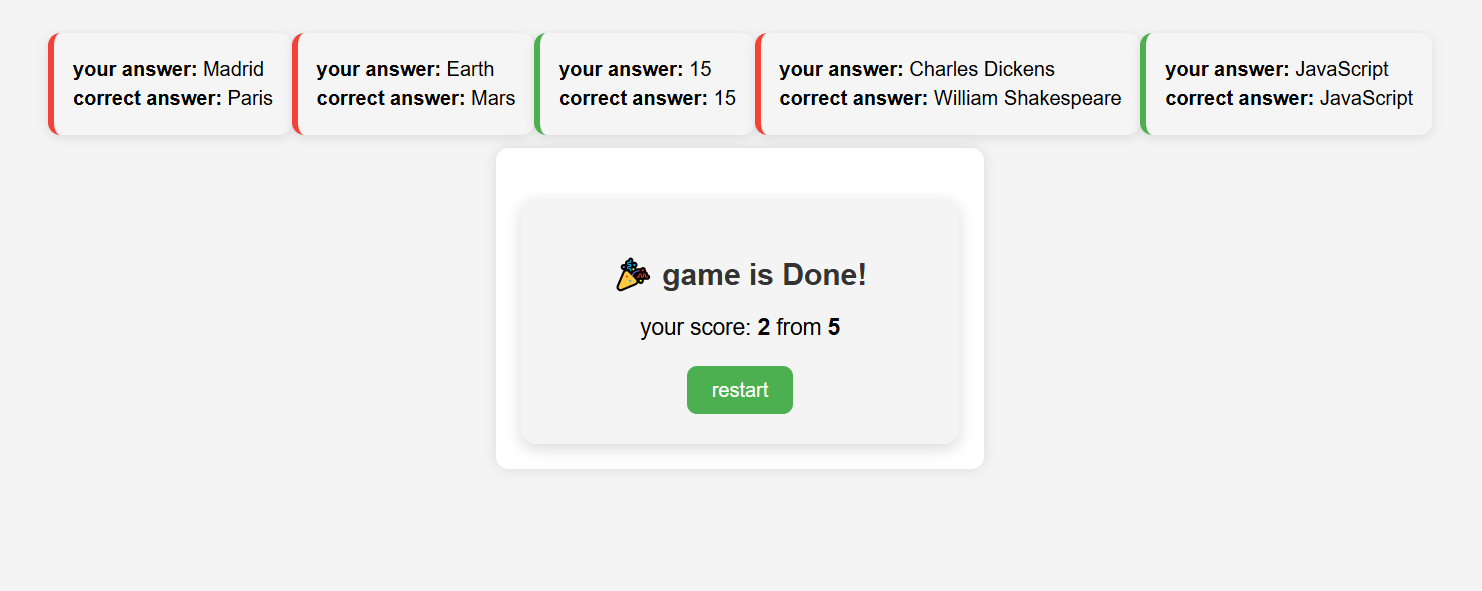 your answer: Madrid
correct answer: Paris
your answer: Earth
correct answer: Mars
your answer: 15
correct answer: 15
your answer: Charles Dickens
correct answer: William Shakespeare
your answer: JavaScript
correct answer: JavaScript
🎉 game is Done!
your score: 2 from 5
restart